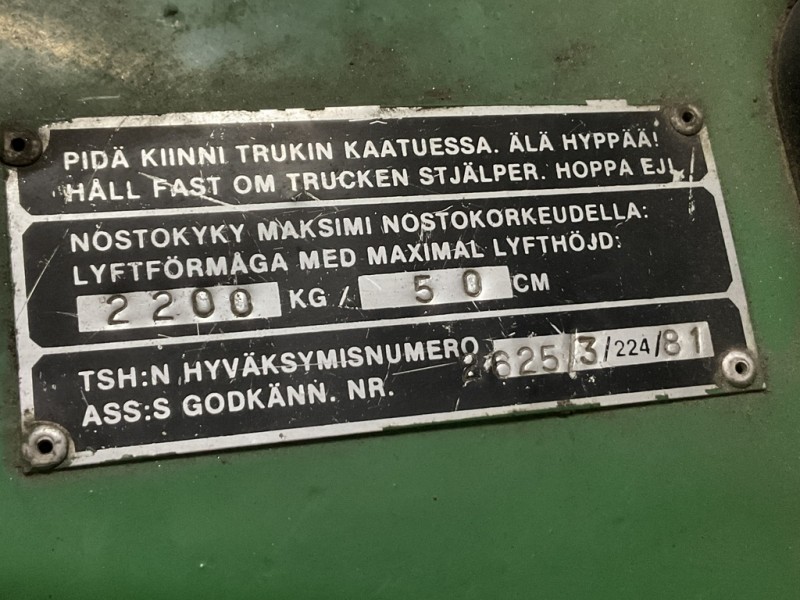 PIDÄ KIINNI TRUKIN KAATUESSA. ÄLÄ HYPPÄÄ!
HÅLL FAST OM TRUCKEN STJÄLPER. HOPPA EJ.
NOSTOKYKY MAKSIMI NOSTOKORKEUDELLA:
LYFTFÖRMÅGA MED MAXIMAL LYFTHÖJD:
2200 KG / 50 CM
TSH:N HYVÄKSYMISNUMERO 2625/3/224/81
ASS:S GODKÄNN. NR.